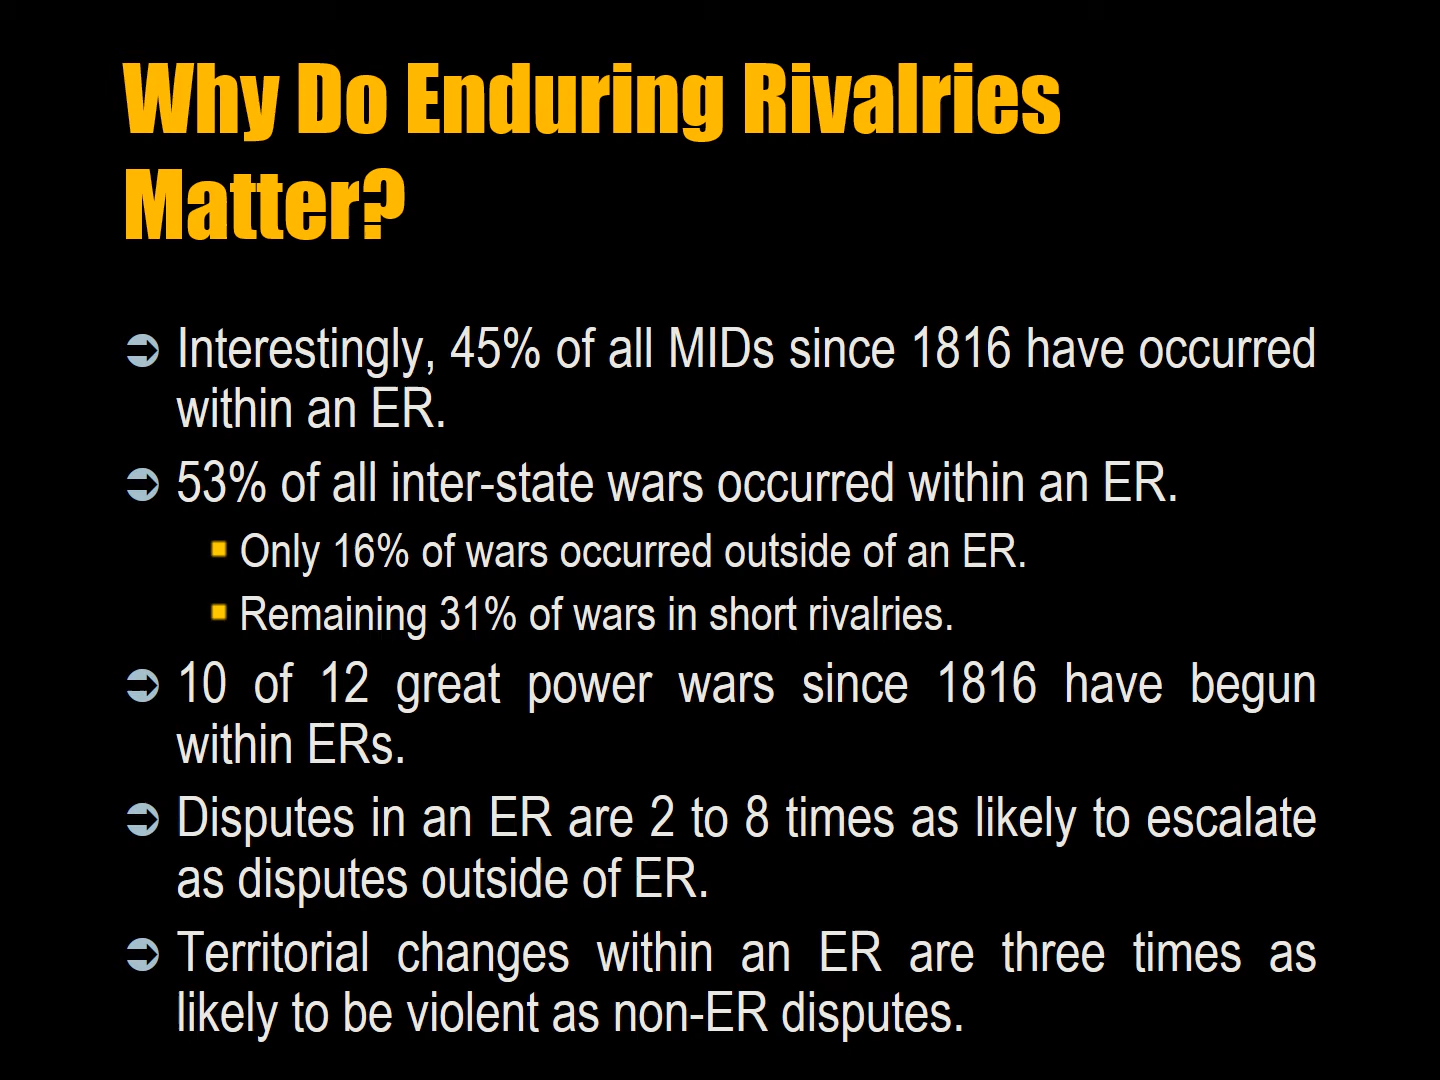 Why Do Enduring Rivalries
Matter?
Interestingly, 45% of all MIDs since 1816 have occurred
within an ER.
53% of all inter-state wars occurred within an ER.
Only 16% of wars occurred outside of an ER.
Remaining 31% of wars in short rivalries.
10 of 12 great power wars since 1816 have begun
within ERs.
Disputes in an ER are 2 to 8 times as likely to escalate
as disputes outside of ER.
Territorial changes within an ER are three times as
likely to be violent as non-ER disputes.